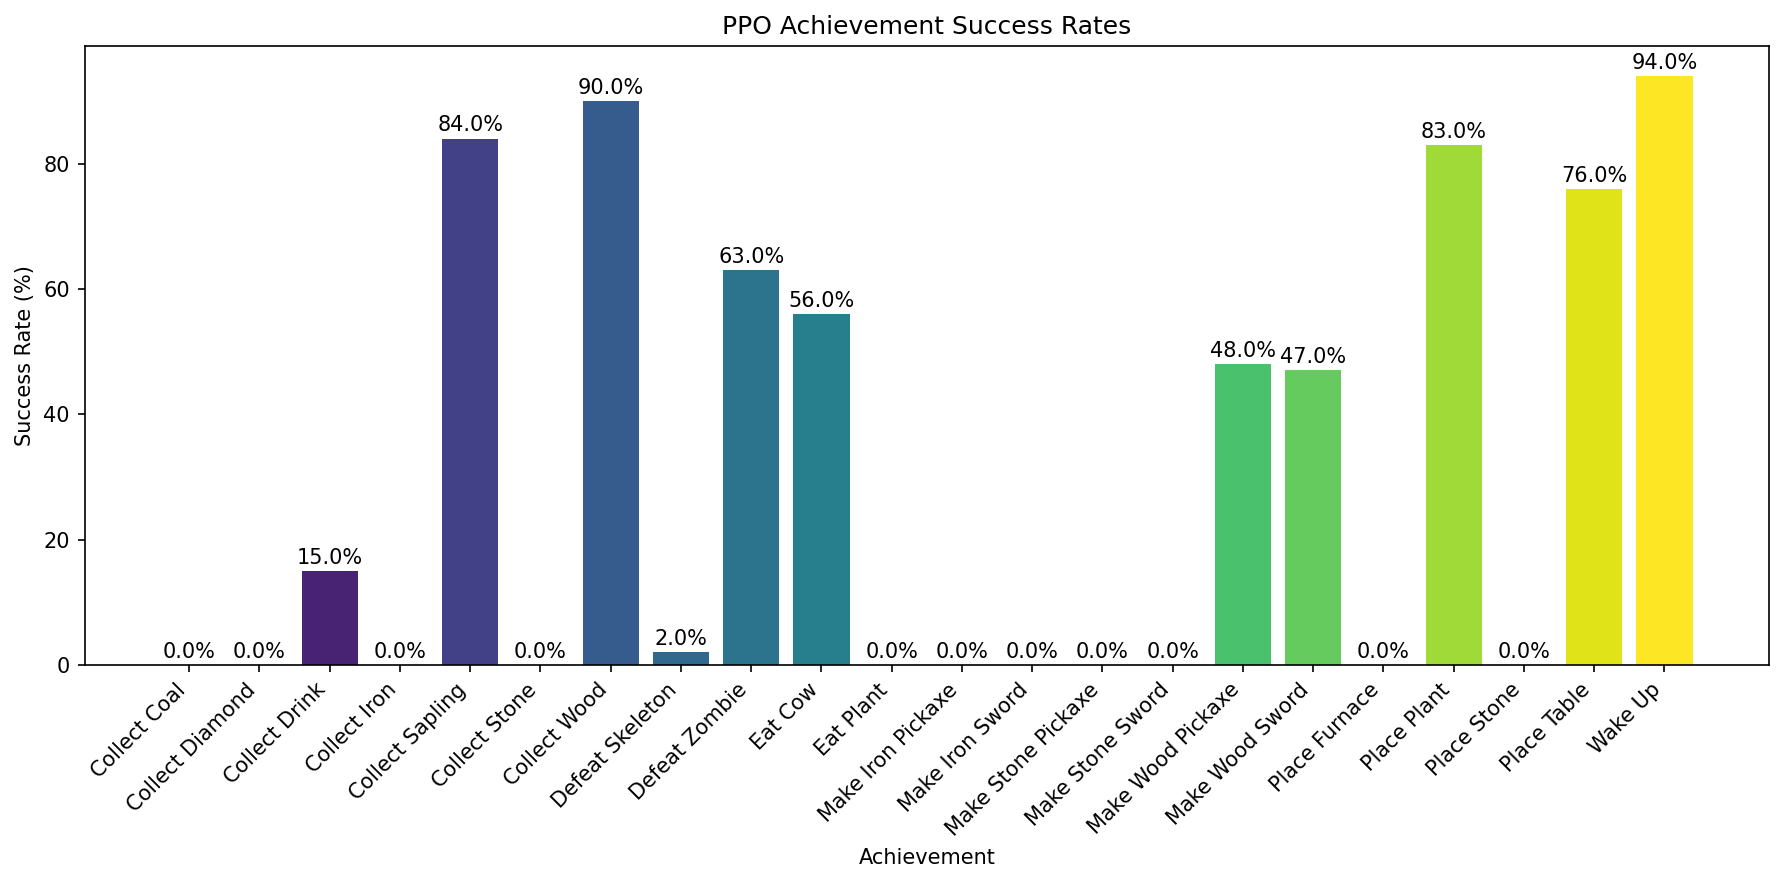 PPO Achievement Success Rates
Success Rate (%)
80
60
40
20
0
0.0%
0.0%
15.0%
0.0%
84.0%
0.0%
90.0%
2.0%
63.0%
56.0%
0.0%
0.0%
0.0%
0.0%
0.0%
48.0%
47.0%
0.0%
83.0%
0.0%
76.0%
94.0%
Collect Coal
Collect Diamond
Collect Drink
Collect Iron
Collect Sapling
Collect Stone
Collect Wood
Defeat Skeleton
Defeat Zombie
Eat Cow
Eat Plant
Make Iron Pickaxe
Make Iron Sword
Make Stone Pickaxe
Make Stone Sword
Make Wood Pickaxe
Make Wood Sword
Place Furnace
Place Plant
Place Stone
Place Table
Wake Up
Achievement